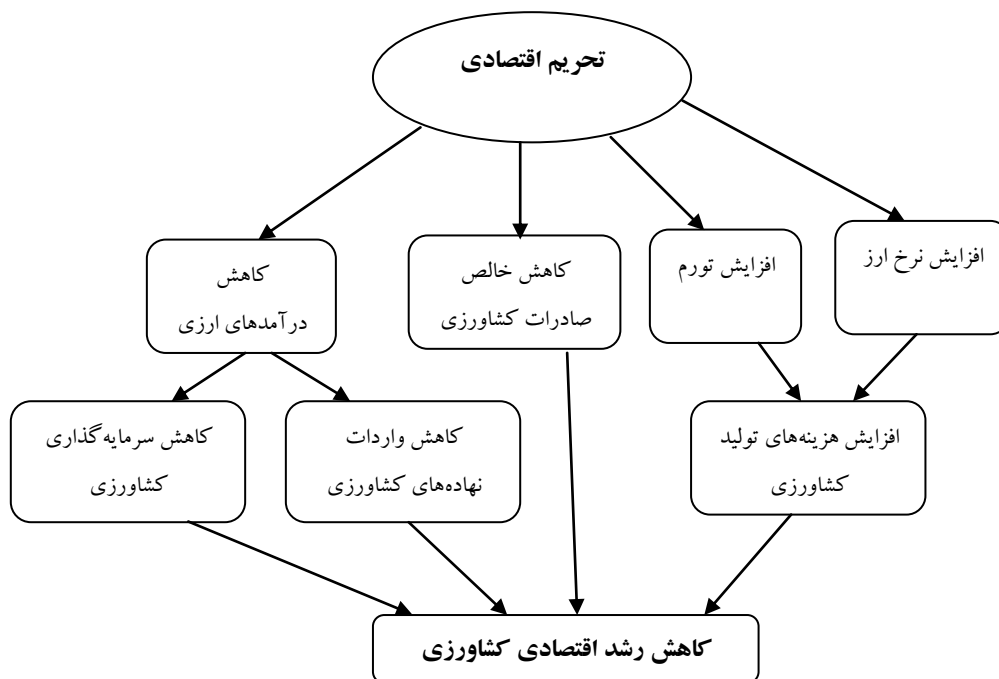 تحریم اقتصادی
افزایش نرخ ارز
افزایش تورم
کاهش خالص
صادرات کشاورزی
کاهش
درآمدهای ارزی
افزایش هزینه‌های تولید
کشاورزی
کاهش واردات
نهاده‌های کشاورزی
کاهش سرمایه‌گذاری
کشاورزی
کاهش رشد اقتصادی کشاورزی